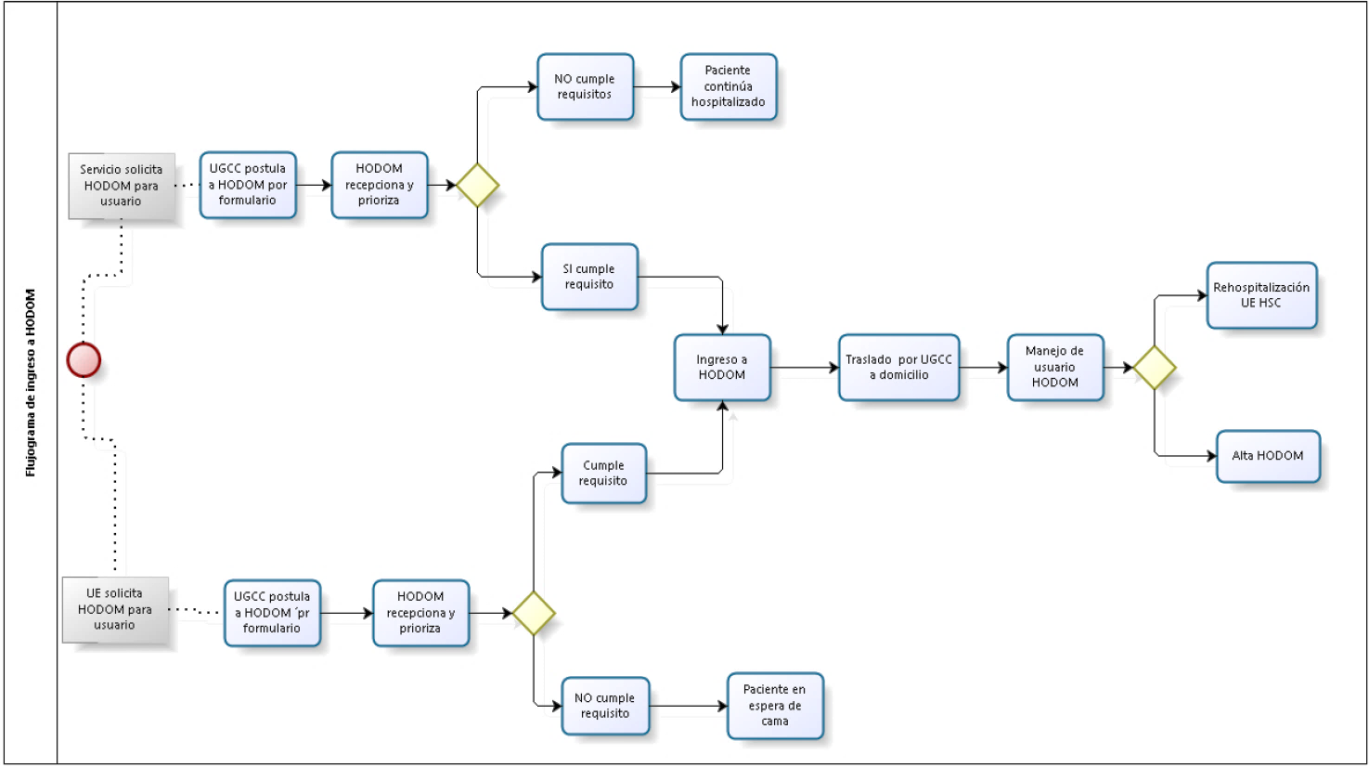 Flujograma de ingreso a HODOM
NO cumple
requisitos
Paciente
continúa
hospitalizado
Servicio solicita
HODOM para
usuario
UGCC postula
a HODOM por
formulario
HODOM
recepciona y
prioriza
SI cumple
requisito
Ingreso a
HODOM
Traslado por UGCC
a domicilio
Manejo de
usuario
HODOM
Rehospitalización
UE HSC
Alta HODOM
Cumple
requisito
UE solicita
HODOM para
usuario
UGCC postula
a HODOM ´pr
formulario
HODOM
recepciona y
prioriza
NO cumple
requisito
Paciente en
espera de
cama